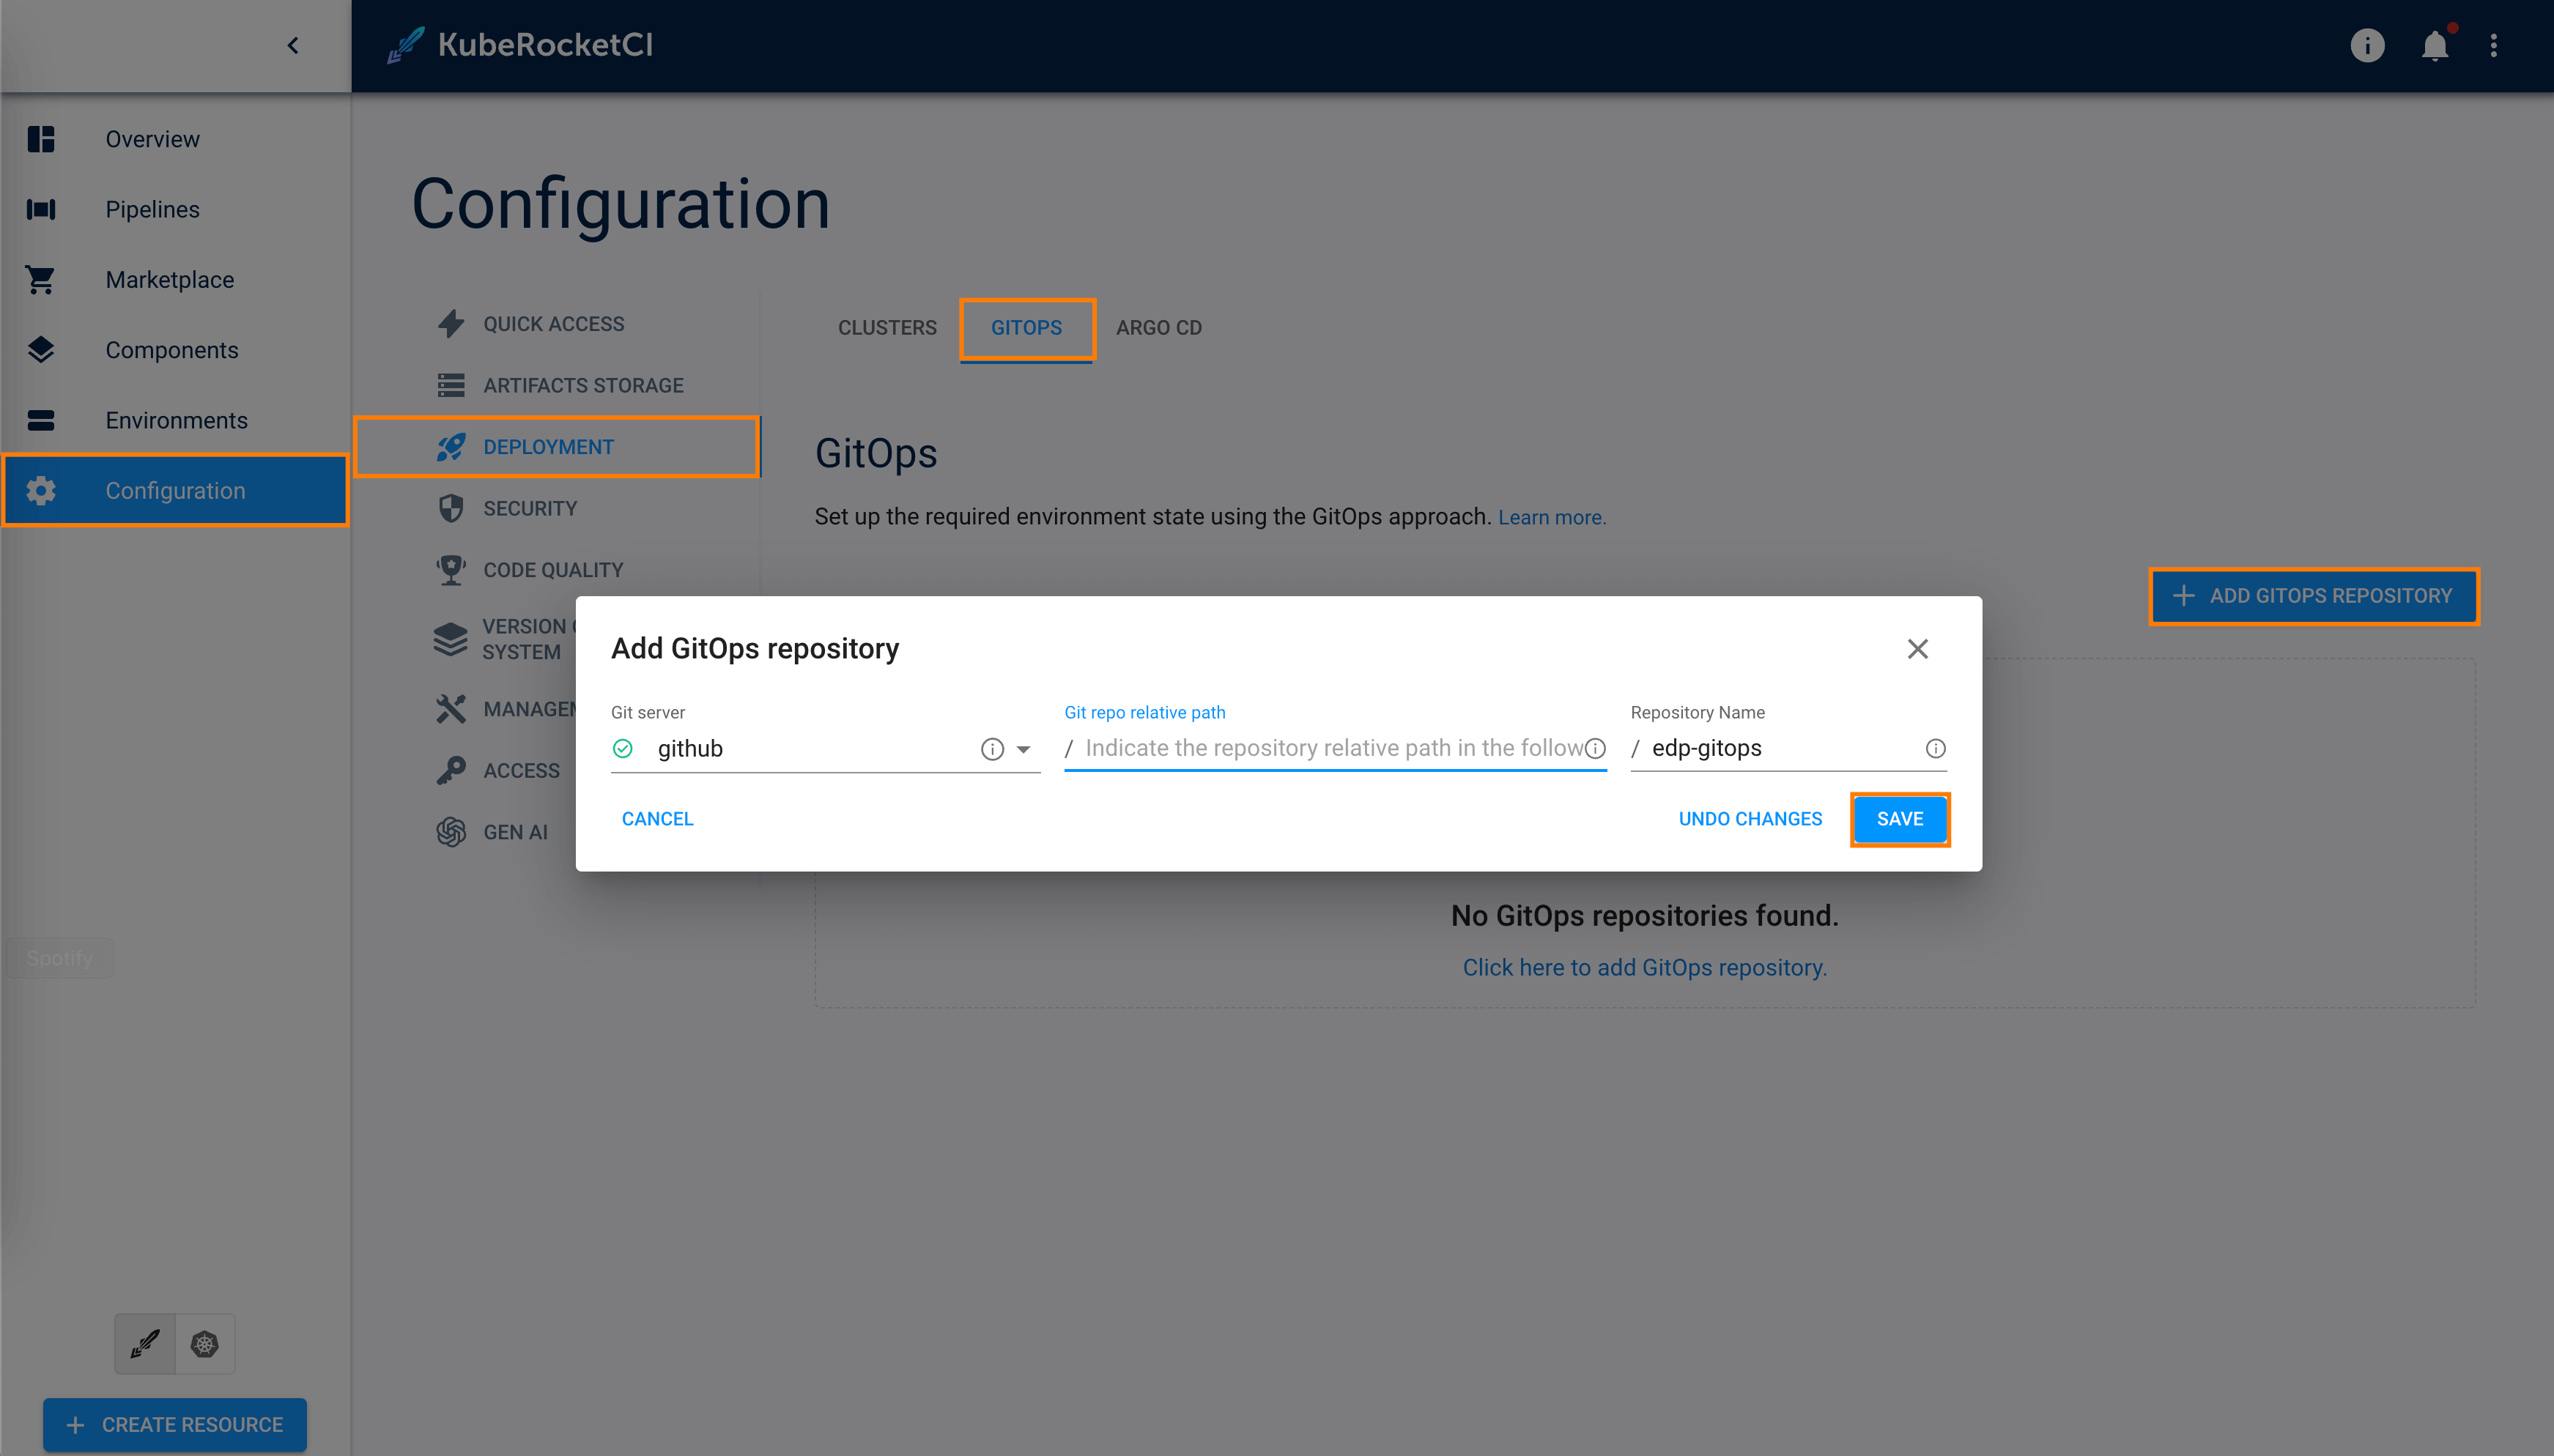 KubeRocketCI
Overview
Pipelines
Marketplace
Components
Environments
Configuration
Spotify
CREATE RESOURCE
Configuration
QUICK ACCESS
ARTIFACTS STORAGE
DEPLOYMENT
SECURITY
CODE QUALITY
VERSION
SYSTEM
MANAGEM
ACCESS
GEN AI
CLUSTERS
GITOPS
ARGO CD
GitOps
Set up the required environment state using the GitOps approach. Learn more.
ADD GITOPS REPOSITORY
Add GitOps repository
Git server
github
Git repo relative path
/ Indicate the repository relative path in the follow
Repository Name
/ edp-gitops
CANCEL
UNDO CHANGES
SAVE
No GitOps repositories found.
Click here to add GitOps repository.